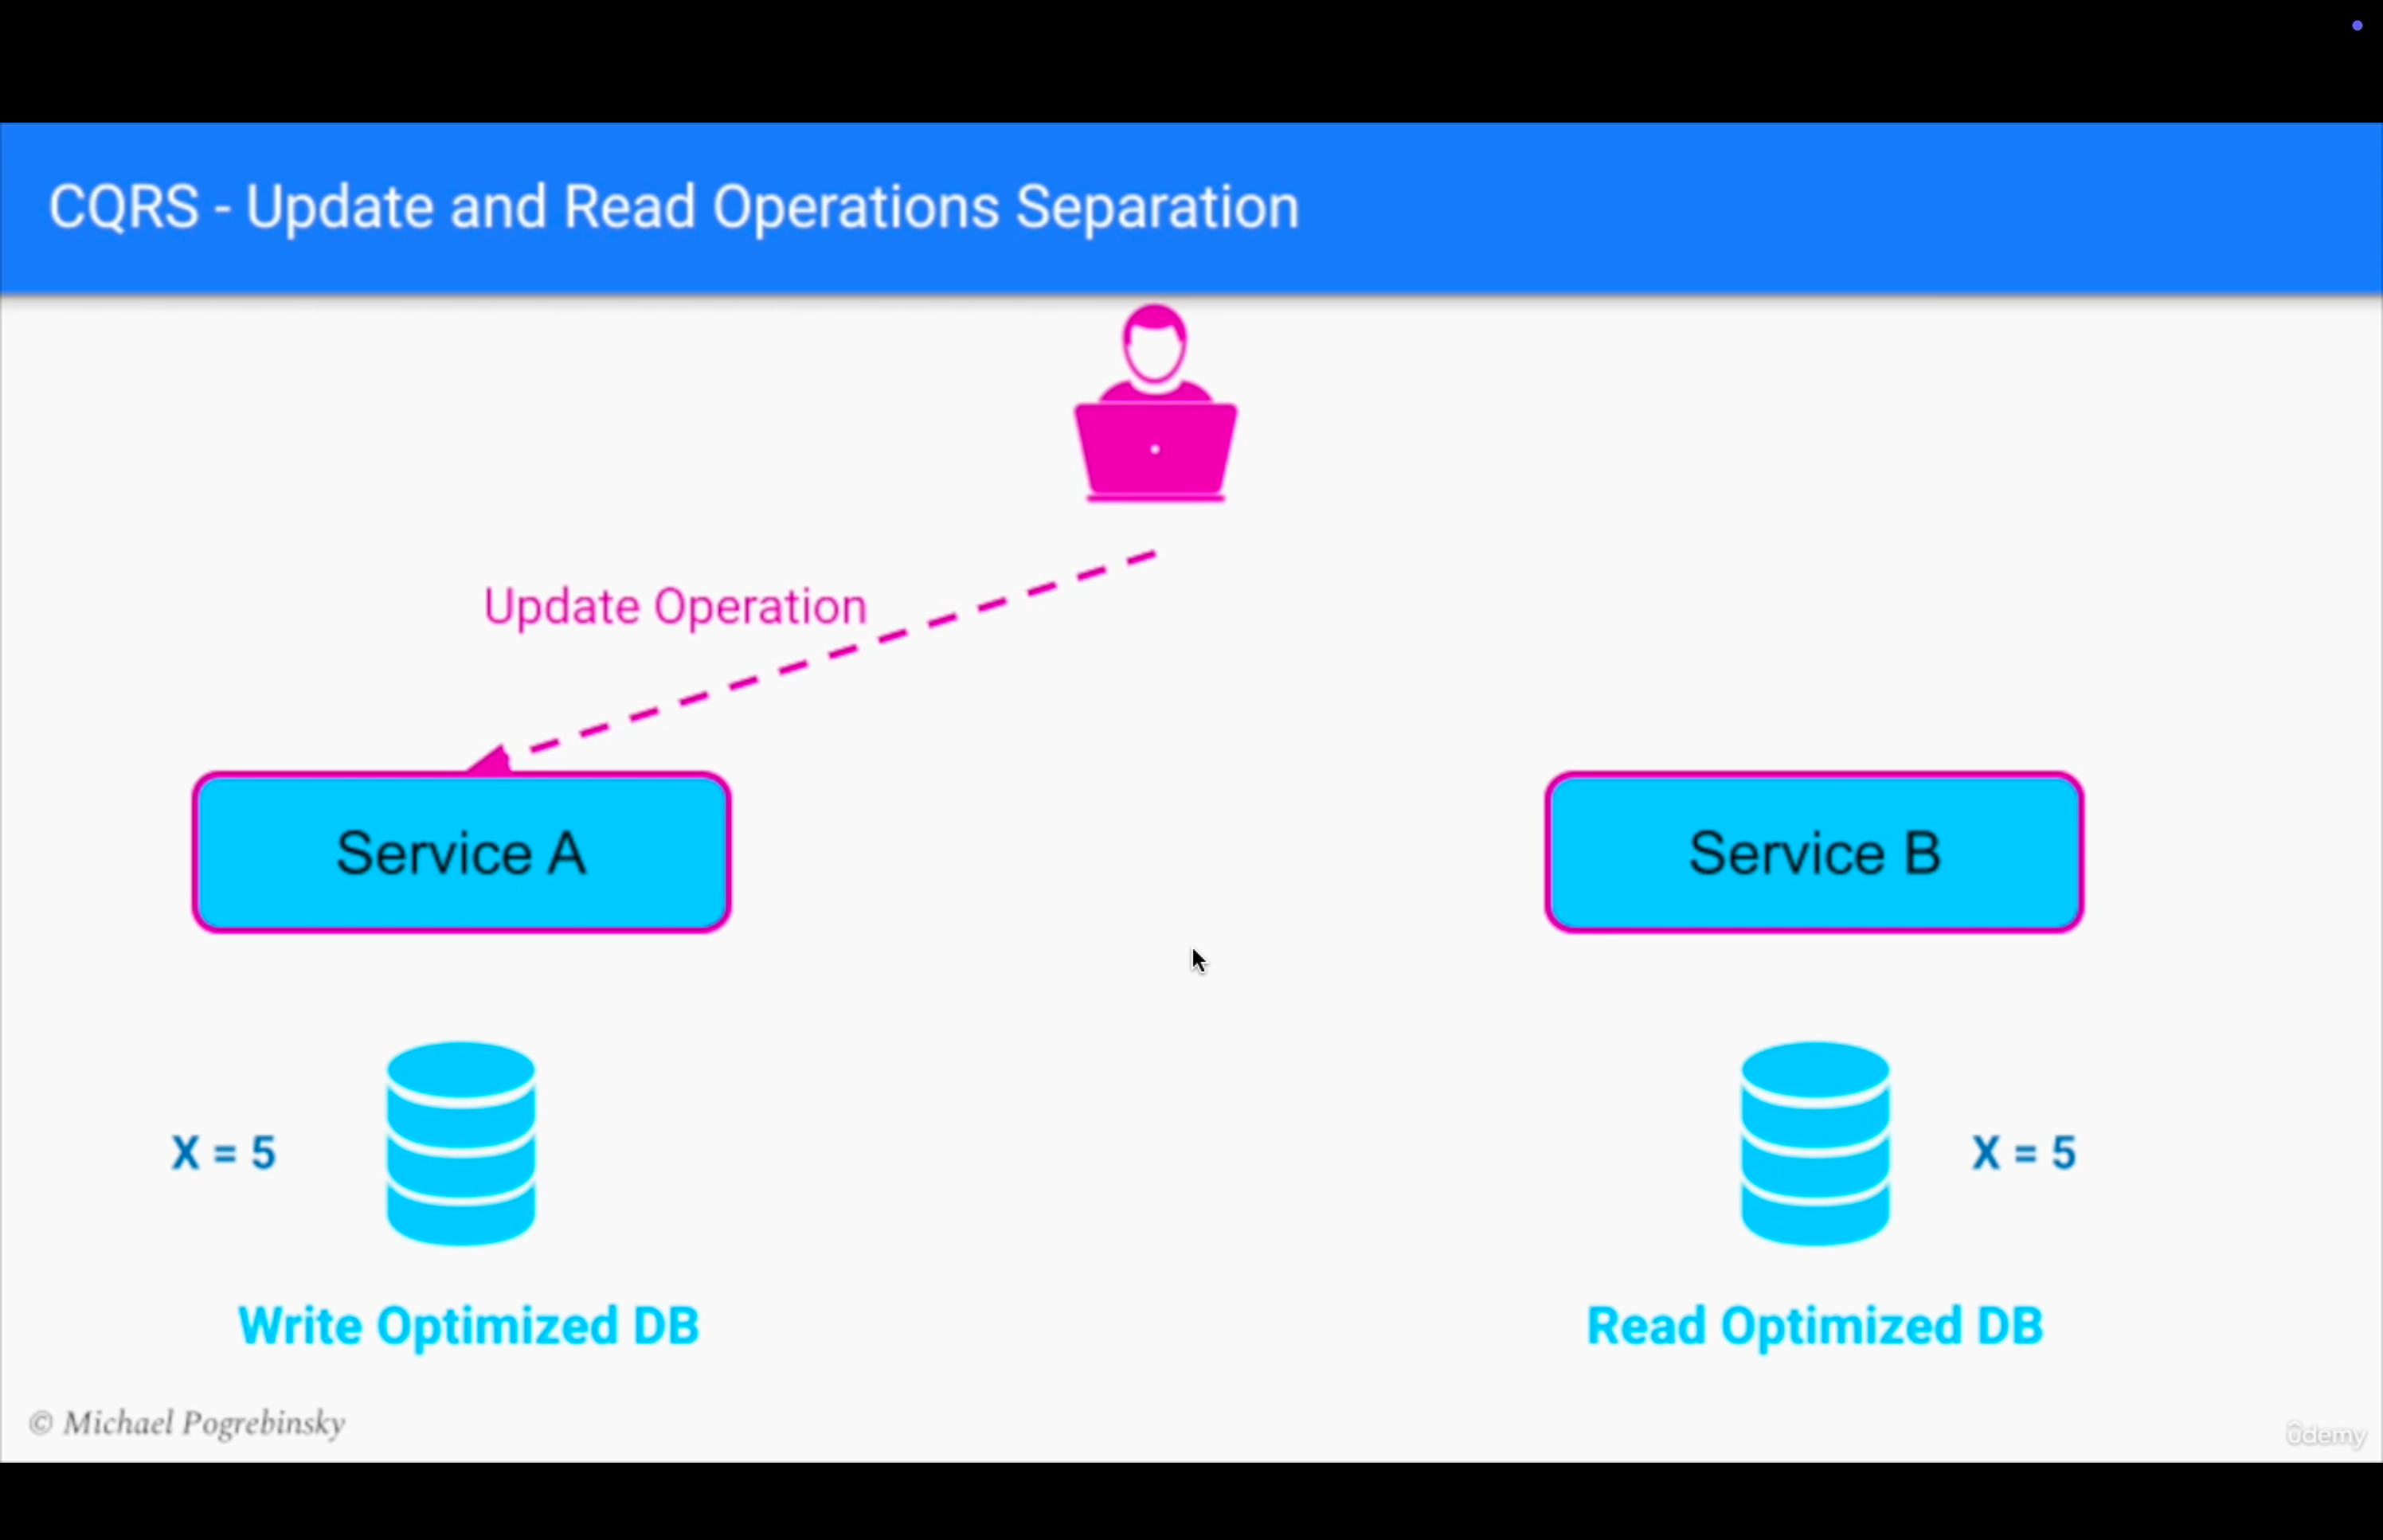 CQRS - Update and Read Operations Separation
Update Operation
Service A
Service B
X = 5
X = 5
Write Optimized DB
Read Optimized DB
© Michael Pogrebinsky
ûdemy